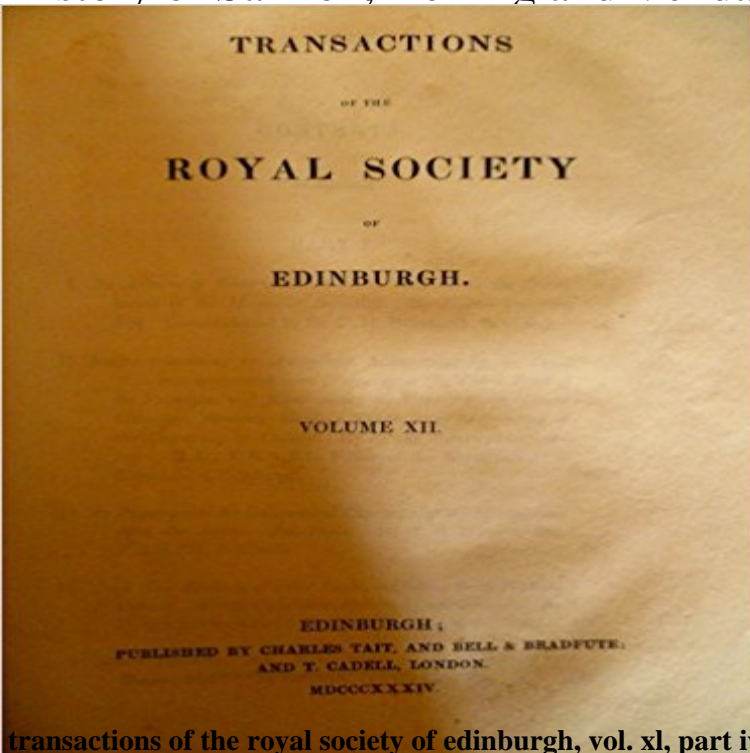 TRANSACTIONS
OF THE
ROYAL SOCIETY
OF
EDINBURGH.
VOLUME XII.
EDINBURGH;
PUBLISHED BY CHARLES TAIT, AND BELL & BRADFUTE;
AND T. CADELL, LONDON.
MDCCCXXXIV.
transactions of the royal society of edinburgh, vol. xl, part i